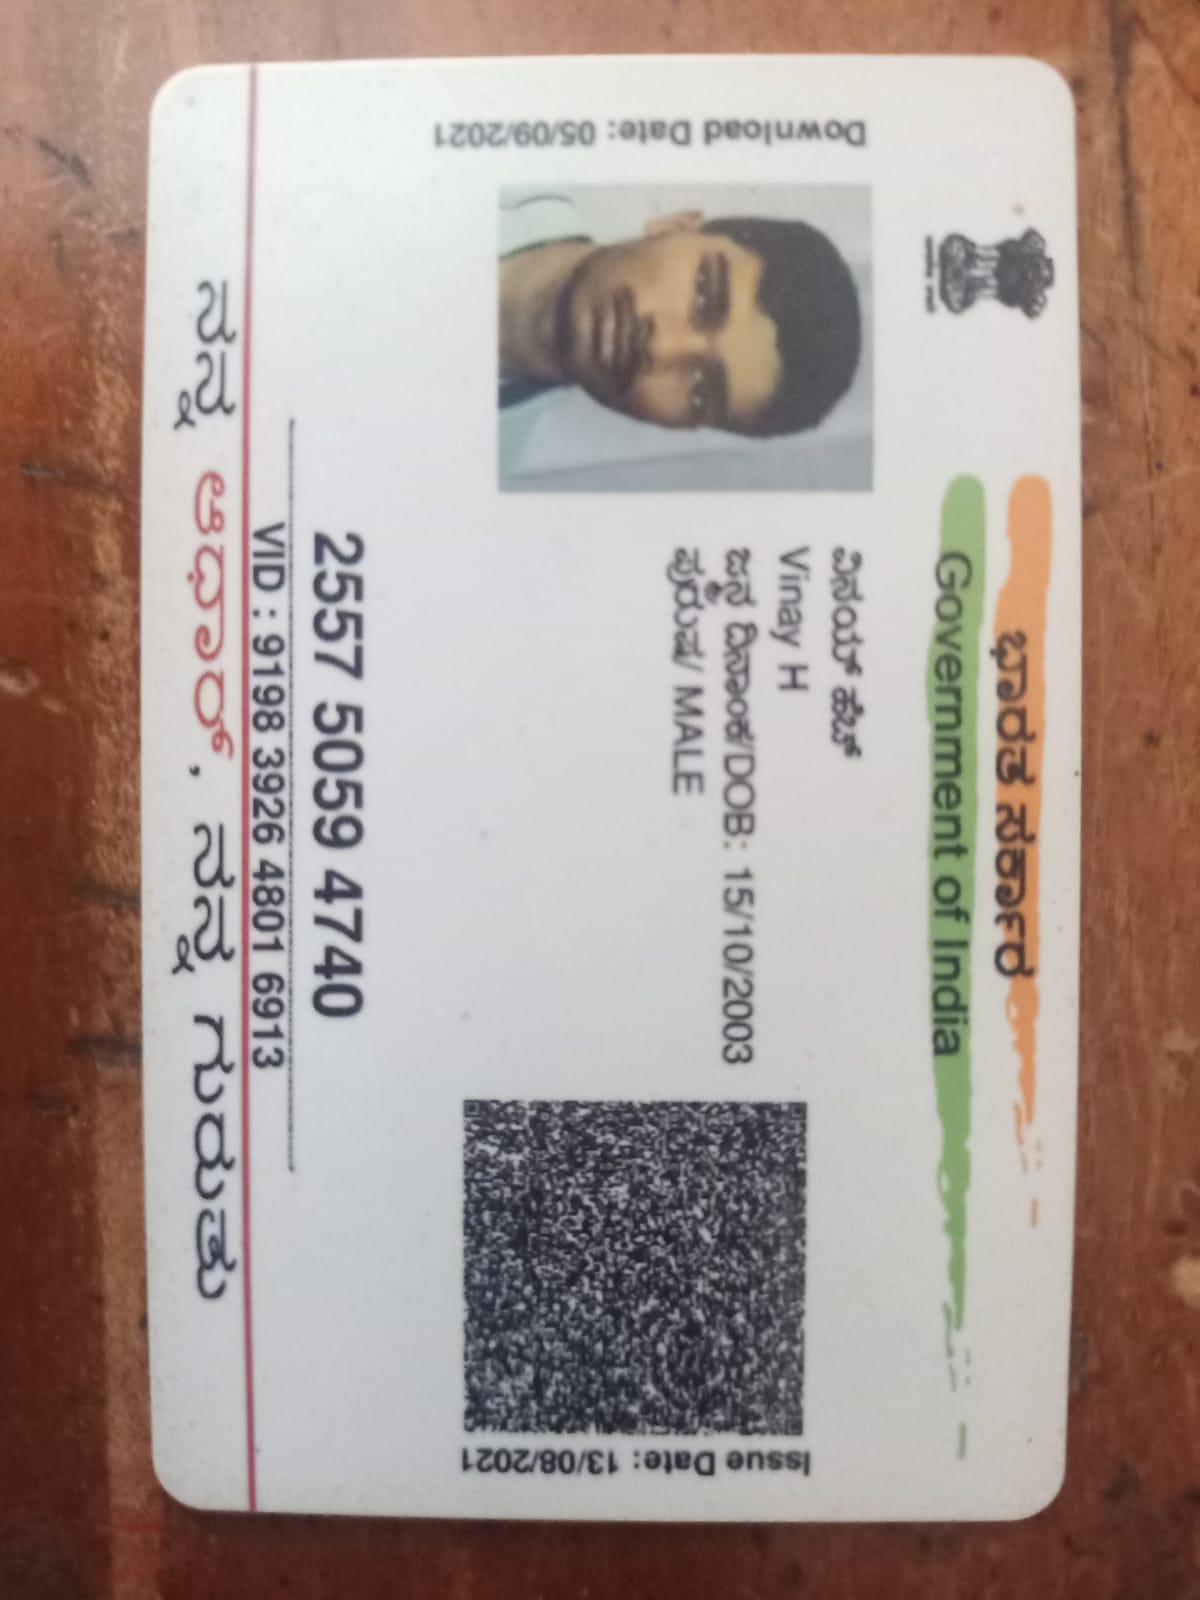 ಭಾರತ ಸರ್ಕಾರ
Government of India
Download Date: 05/09/2021
ವಿನಯ್ ಹೆಚ್
Vinay H
ಜನ್ಮ ದಿನಾಂಕ/DOB: 15/10/2003
ಪುರುಷ/ MALE
Issue Date: 13/08/2021
2557 5059 4740
VID : 9198 3926 4801 6913
ನನ್ನ ಆಧಾರ್, ನನ್ನ ಗುರುತು